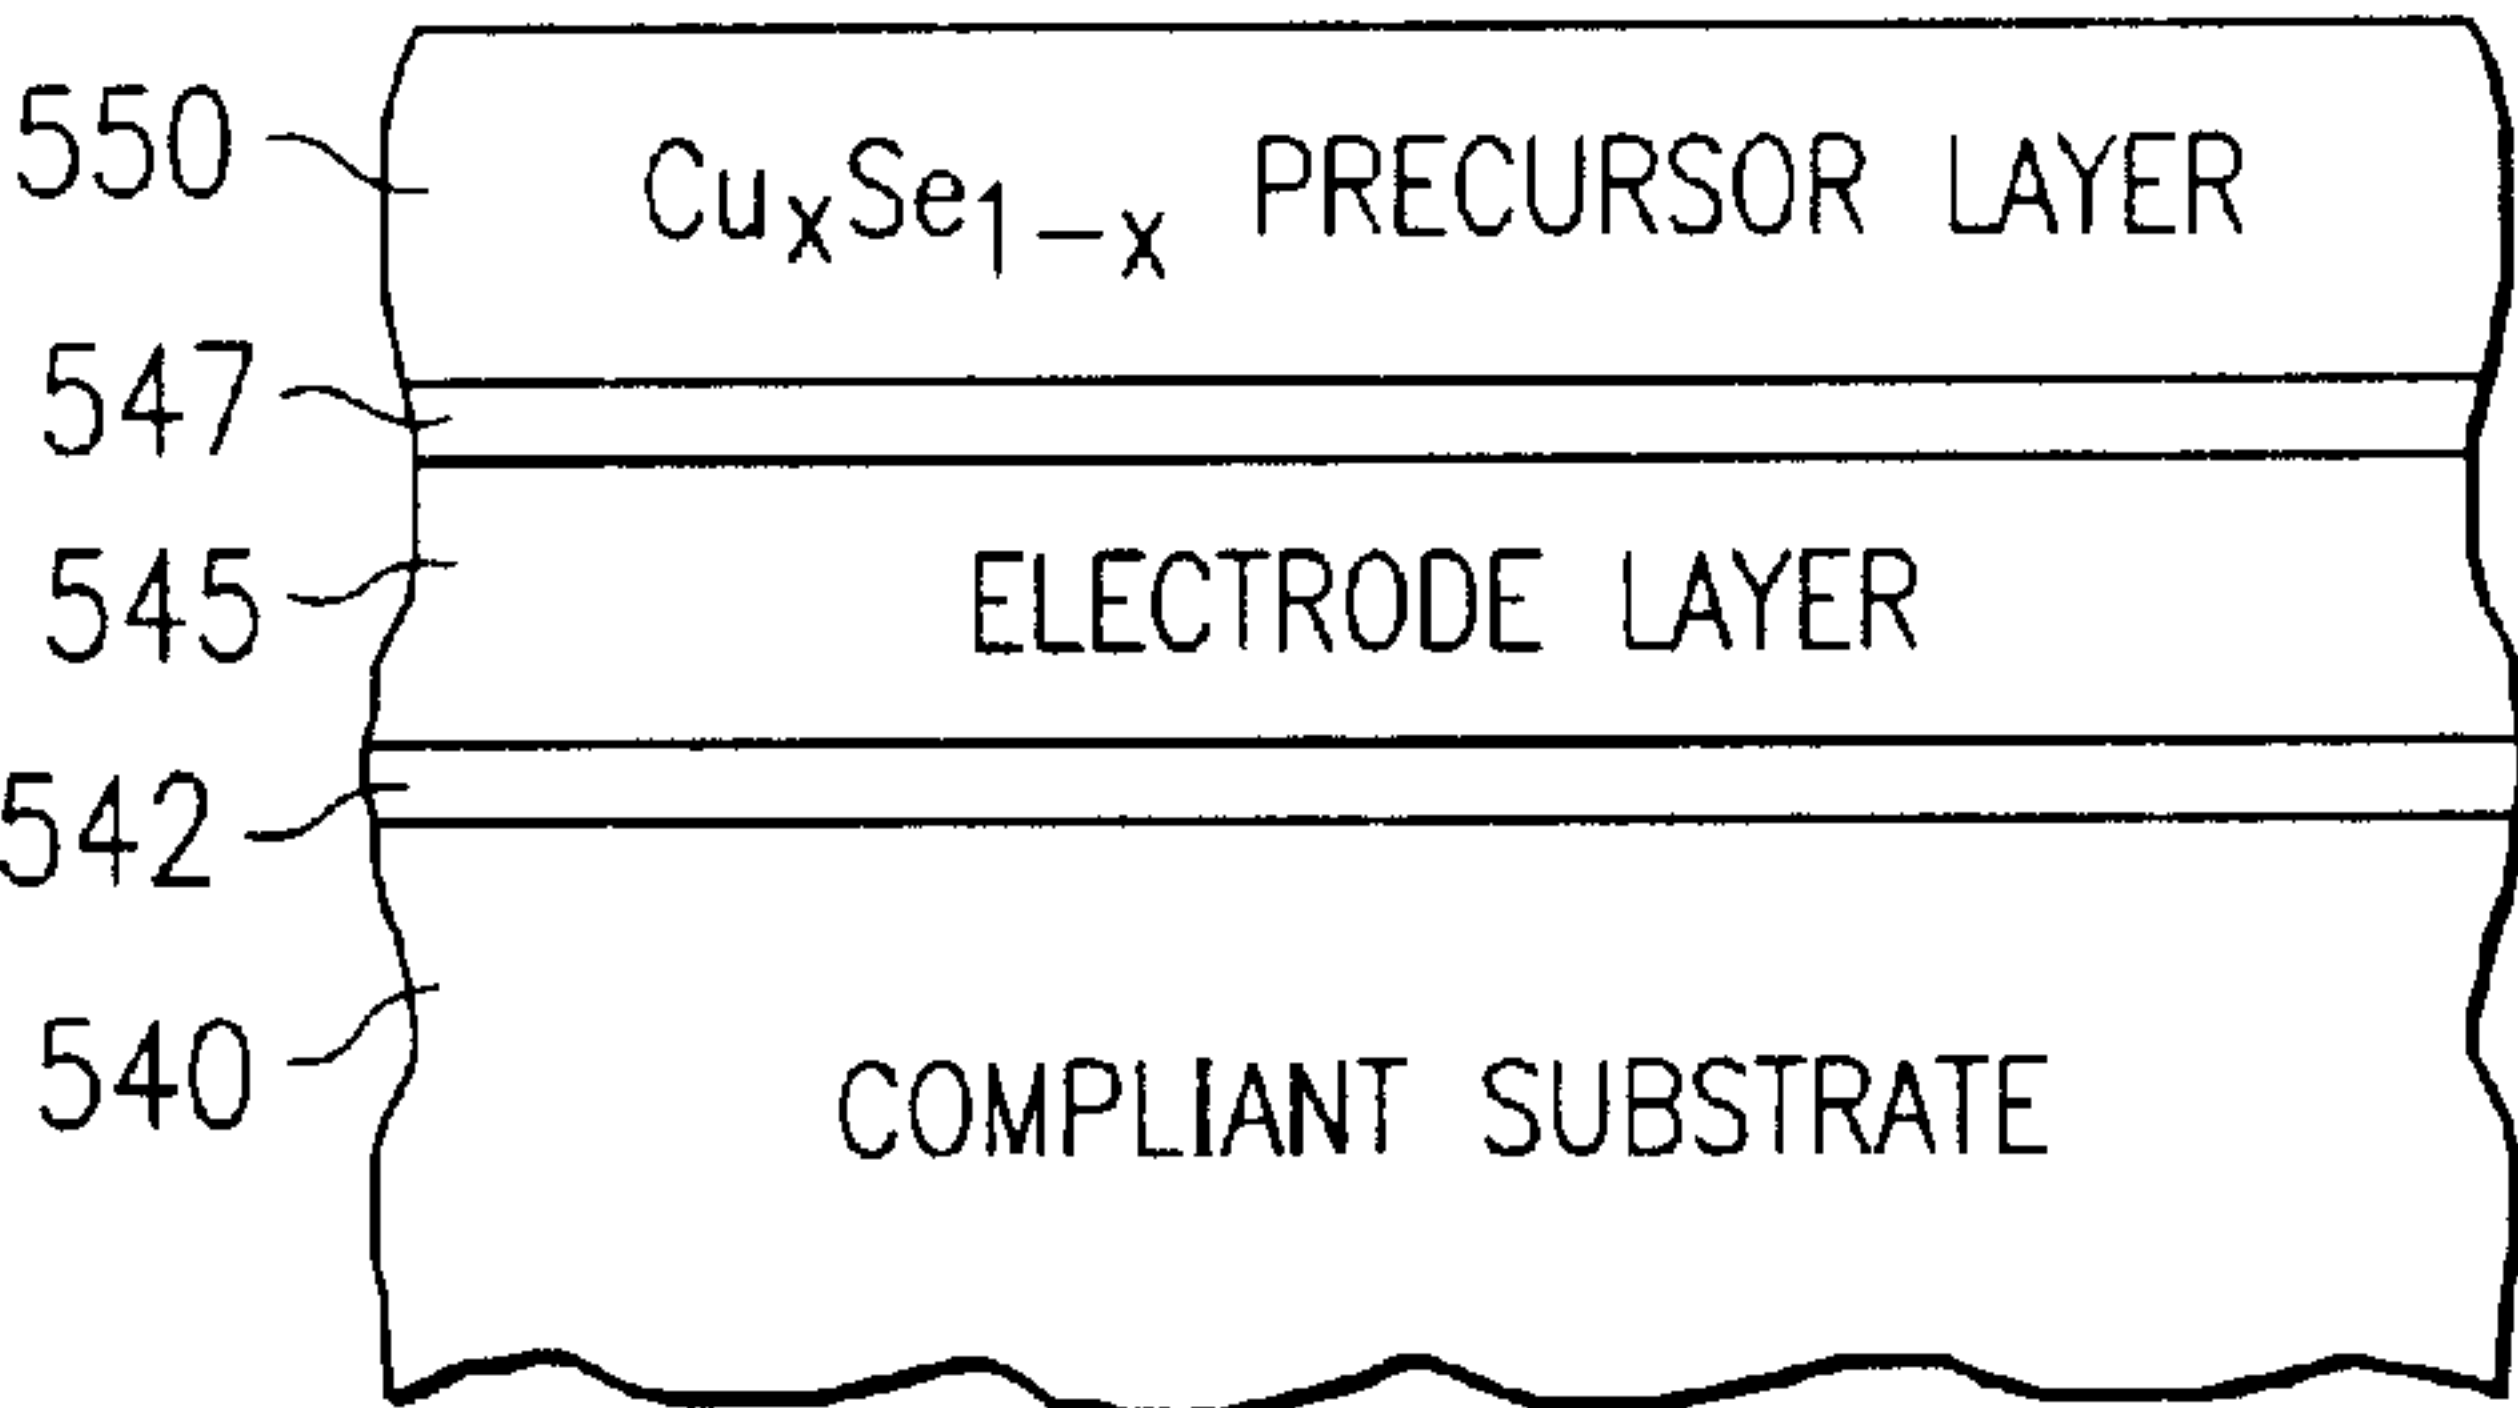 550 CuxSe1-x PRECURSOR LAYER
547
545 ELECTRODE LAYER
542
540 COMPLIANT SUBSTRATE